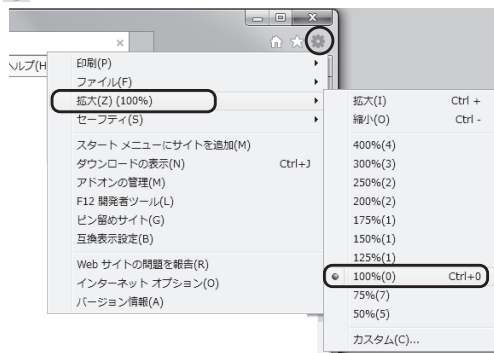 ヘルプ(H
印刷(P)
ファイル(F)
拡大(Z) (100%)
セーフティ(S)
スタート メニューにサイトを追加(M)
ダウンロードの表示(N) Ctrl+J
アドオンの管理(M)
F12 開発者ツール(L)
ピン留めサイト(G)
互換表示設定(B)
Web サイトの問題を報告(R)
インターネット オプション(O)
バージョン情報(A)
拡大(I) Ctrl +
縮小(O) Ctrl -
400%(4)
300%(3)
250%(2)
200%(2)
175%(1)
150%(1)
125%(1)
100%(0) Ctrl+0
75%(7)
50%(5)
カスタム(C)...